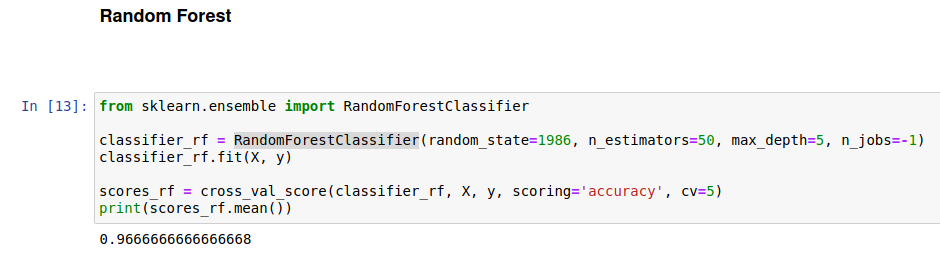 Random Forest
In [13]: from sklearn.ensemble import RandomForestClassifier
classifier_rf = RandomForestClassifier(random_state=1986, n_estimators=50, max_depth=5, n_jobs=-1)
classifier_rf.fit(X, y)
scores_rf = cross_val_score(classifier_rf, X, y, scoring='accuracy', cv=5)
print(scores_rf.mean())
0.9666666666666668